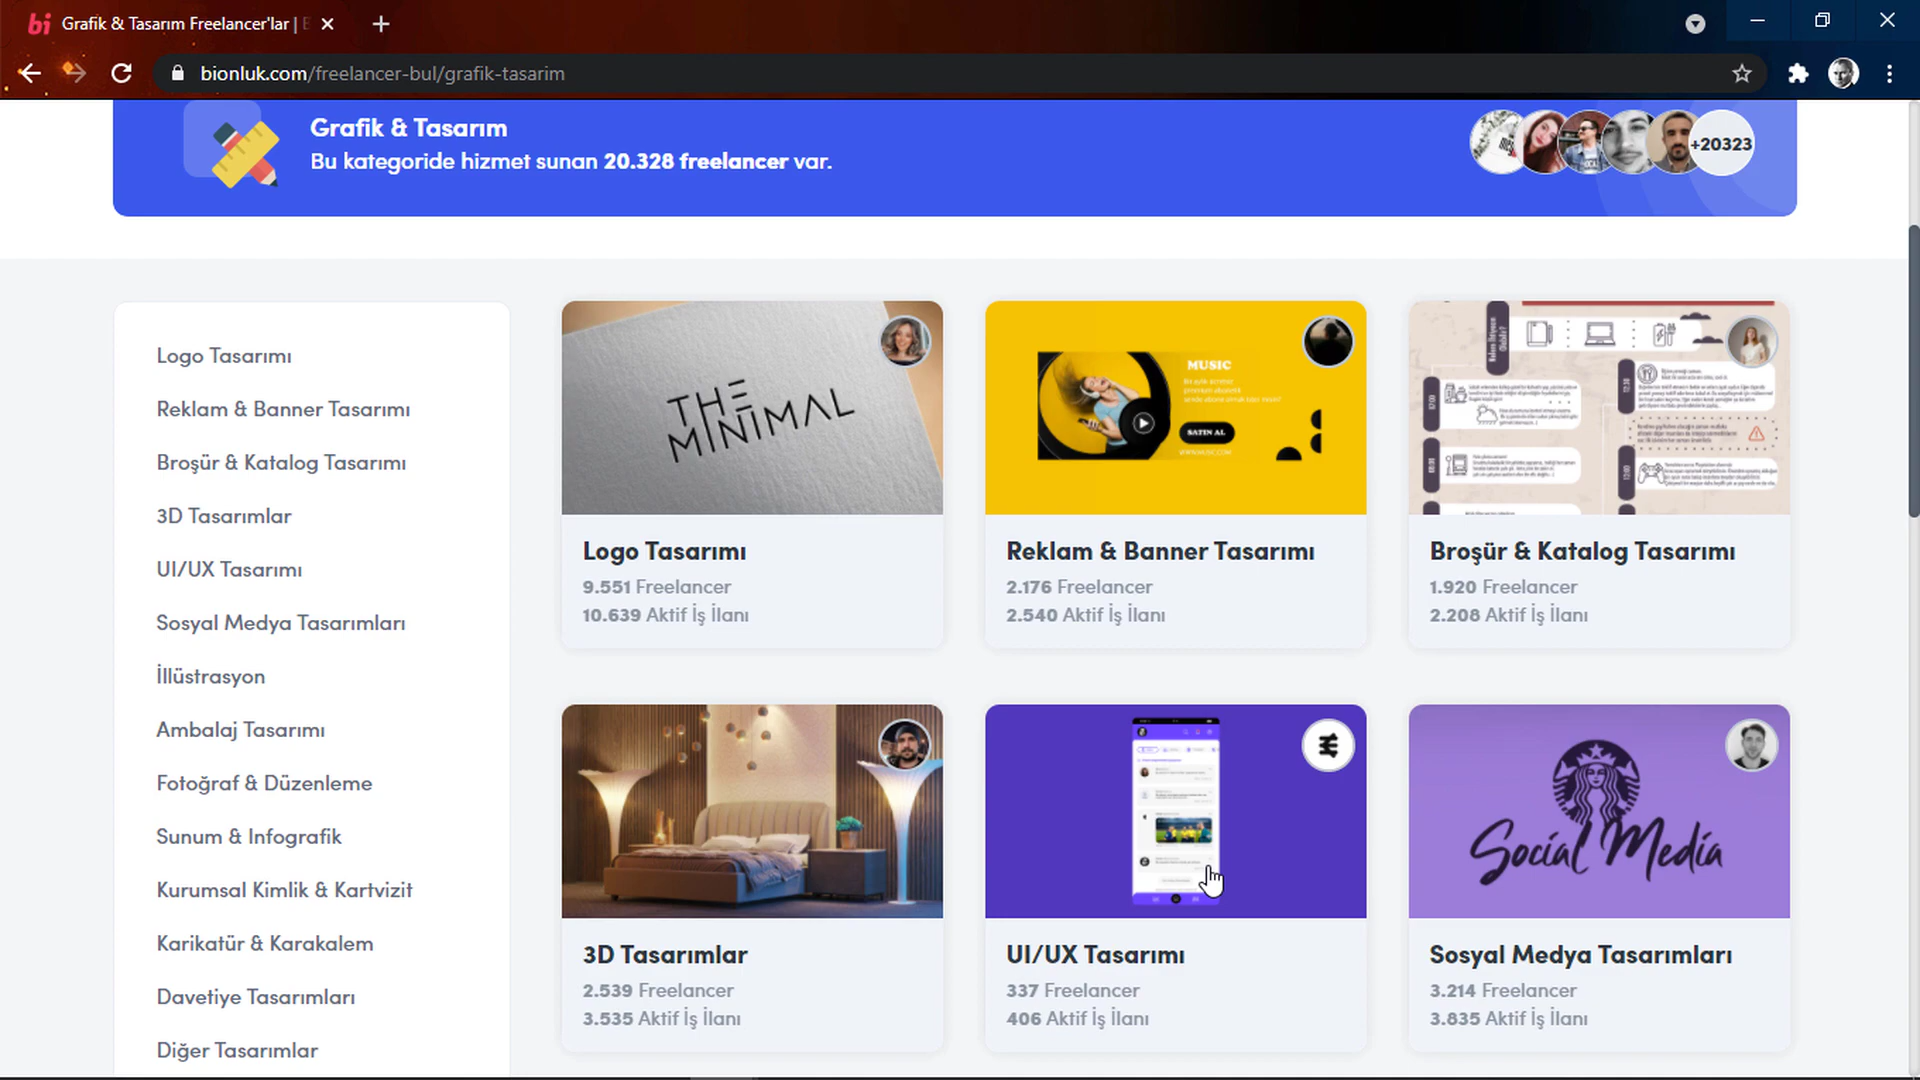 bi Grafik & Tasarım Freelancer'lar |
bionluk.com/freelancer-bul/grafik-tasarim
Grafik & Tasarım
Bu kategoride hizmet sunan 20.328 freelancer var.
+20323
Logo Tasarımı
Reklam & Banner Tasarımı
Broşür & Katalog Tasarımı
3D Tasarımlar
UI/UX Tasarımı
Sosyal Medya Tasarımları
İllüstrasyon
Ambalaj Tasarımı
Fotoğraf & Düzenleme
Sunum & Infografik
Kurumsal Kimlik & Kartvizit
Karikatür & Karakalem
Davetiye Tasarımları
Diğer Tasarımlar
THE
MINIMAL
Logo Tasarımı
9.551 Freelancer
10.639 Aktif İş İlanı
MUSIC
SATIN AL
WWW.MUSIC.COM
Reklam & Banner Tasarımı
2.176 Freelancer
2.540 Aktif İş İlanı
Broşür & Katalog Tasarımı
1.920 Freelancer
2.208 Aktif İş İlanı
3D Tasarımlar
2.539 Freelancer
3.535 Aktif İş İlanı
UI/UX Tasarımı
337 Freelancer
406 Aktif İş İlanı
Social Media
Sosyal Medya Tasarımları
3.214 Freelancer
3.835 Aktif İş İlanı